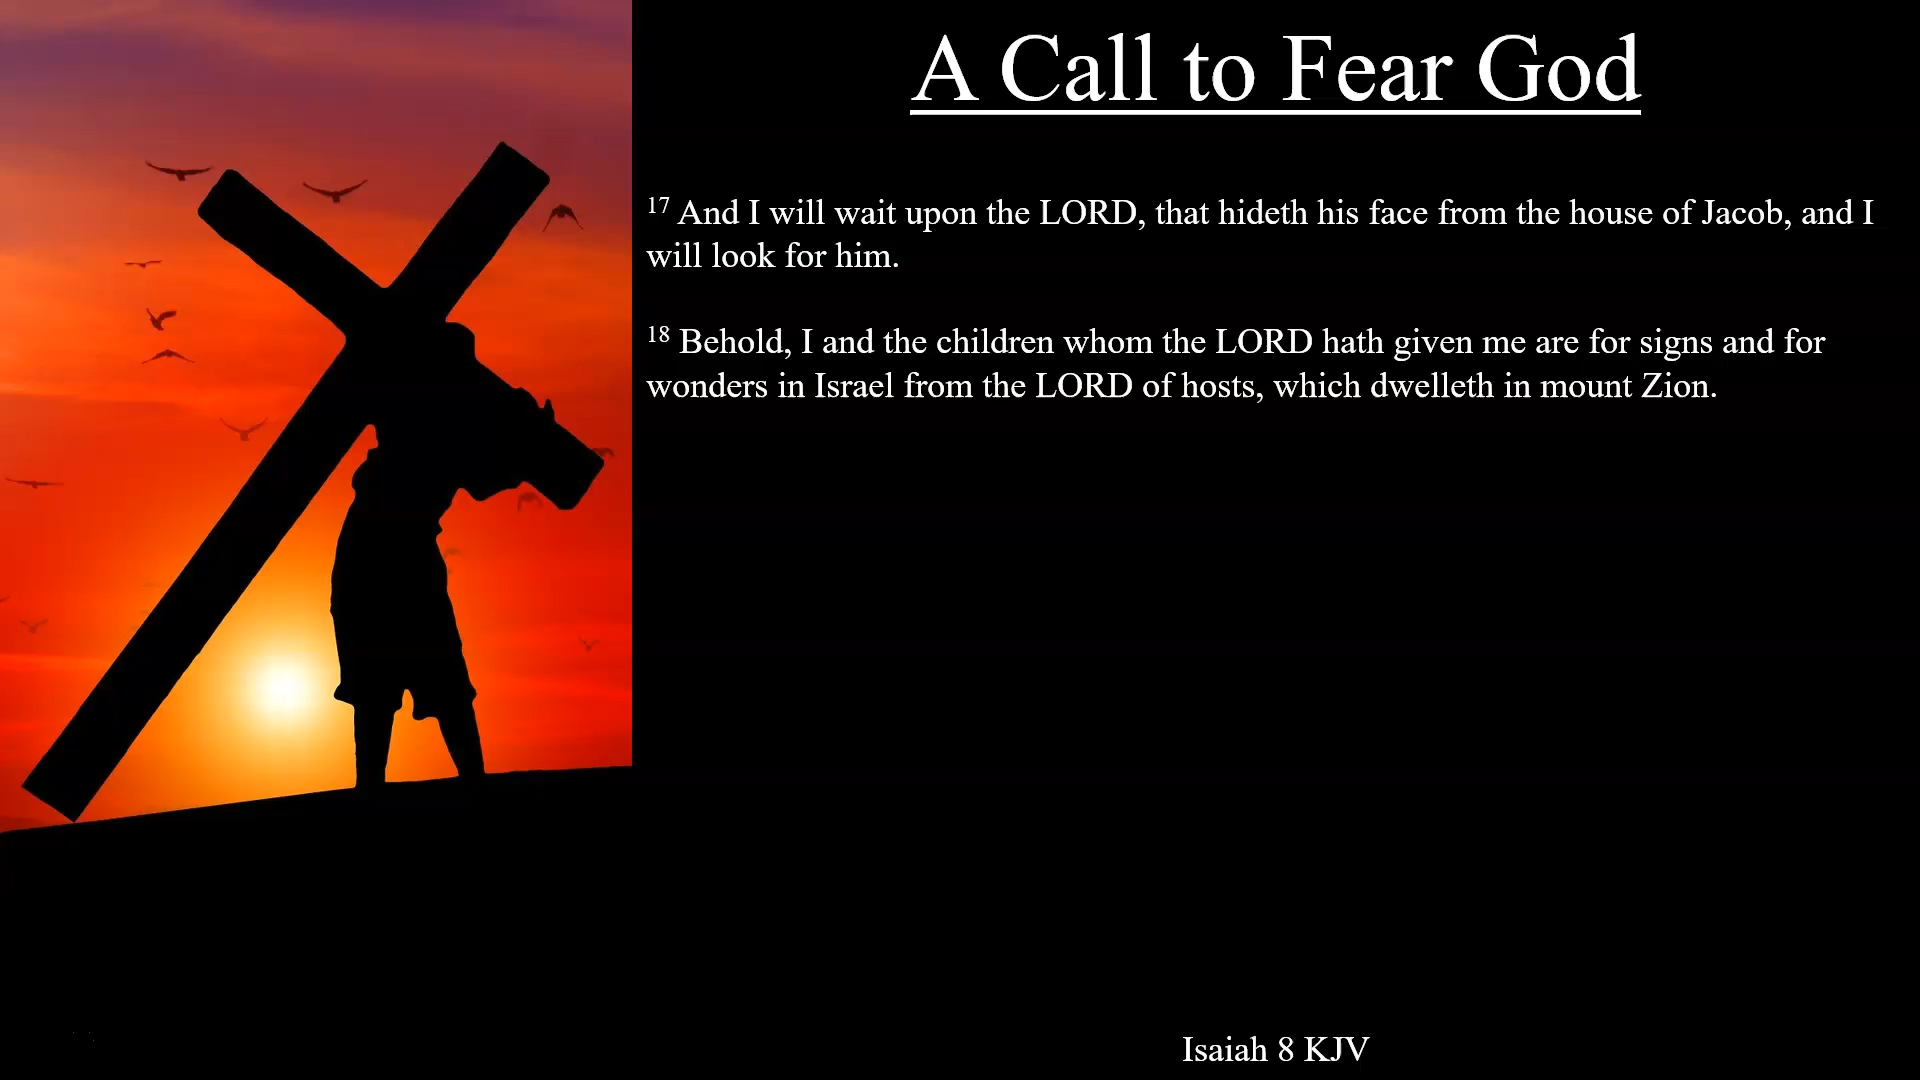 A Call to Fear God
17 And I will wait upon the LORD, that hideth his face from the house of Jacob, and I
will look for him.
18 Behold, I and the children whom the LORD hath given me are for signs and for
wonders in Israel from the LORD of hosts, which dwelleth in mount Zion.
Isaiah 8 KJV